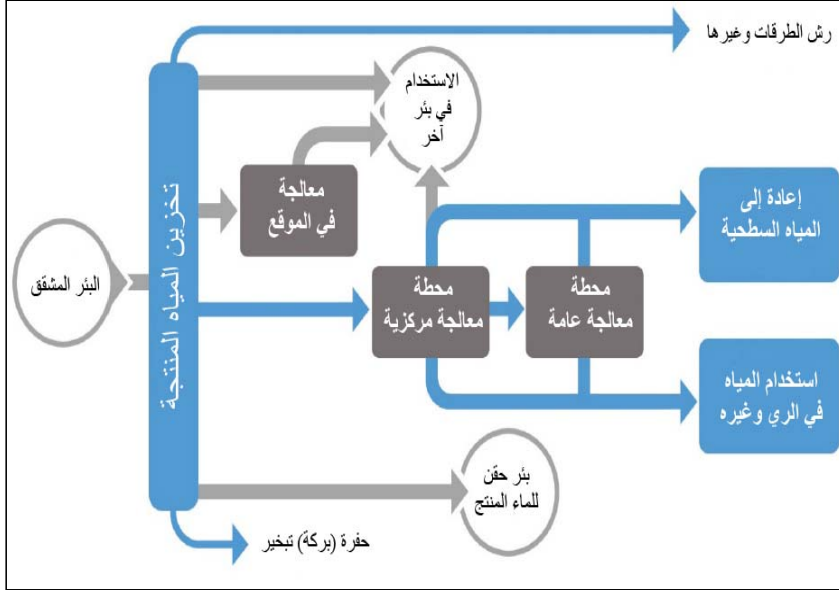 رش الطرقات وغيرها
الاستخدام
في بئر
آخر
معالجة
في الموقع
إعادة إلى
المياه السطحية
البئر المشقق
تخزين المياه المنتجة
محطة
معالجة مركزية
محطة
معالجة عامة
استخدام المياه
في الري وغيره
بئر حقن
للماء المنتج
حفرة (بركة) تبخير